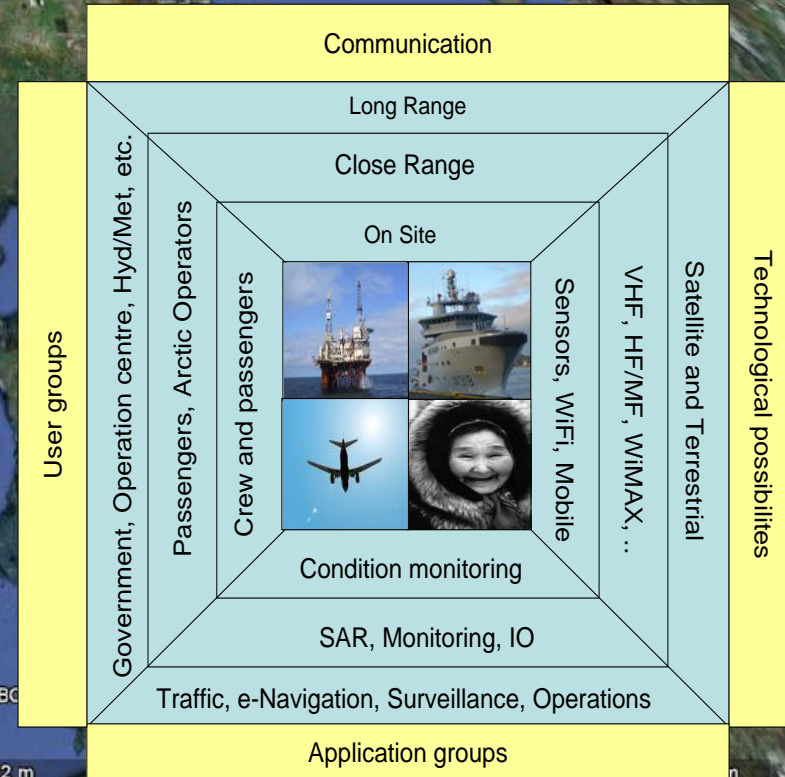 Communication
Long Range
Close Range
On Site
User groups
Government, Operation centre, Hyd/Met, etc.
Passengers, Arctic Operators
Crew and passengers
Sensors, WiFi, Mobile
VHF, HF/MF, WiMAX, ..
Satellite and Terrestrial
Technological possibilites
Condition monitoring
SAR, Monitoring, IO
Traffic, e-Navigation, Surveillance, Operations
Application groups
2 m